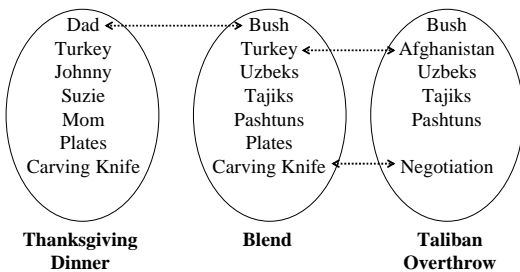 Dad
Turkey
Johnny
Suzie
Mom
Plates
Carving Knife
Thanksgiving
Dinner
Bush
Turkey
Uzbeks
Tajiks
Pashtuns
Plates
Carving Knife
Blend
Bush
Afghanistan
Uzbeks
Tajiks
Pashtuns
Negotiation
Taliban
Overthrow